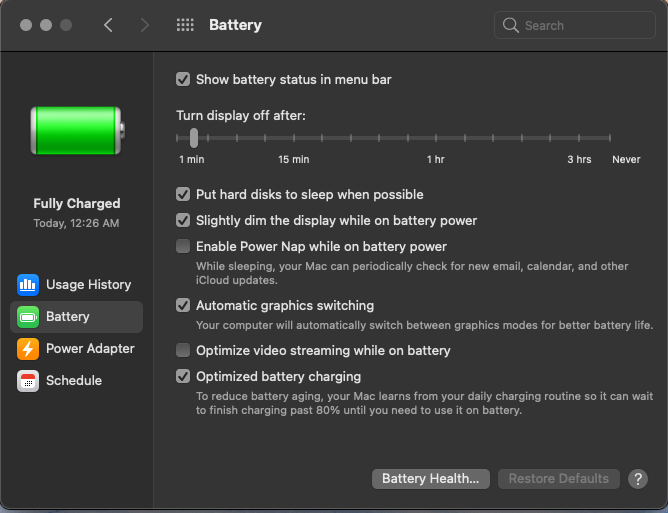 Battery
Search
Fully Charged
Today, 12:26 AM
Usage History
Battery
Power Adapter
Schedule
Show battery status in menu bar
Turn display off after:
1 min 15 min 1 hr 3 hrs Never
Put hard disks to sleep when possible
Slightly dim the display while on battery power
Enable Power Nap while on battery power
While sleeping, your Mac can periodically check for new email, calendar, and other
iCloud updates.
Automatic graphics switching
Your computer will automatically switch between graphics modes for better battery life.
Optimize video streaming while on battery
Optimized battery charging
To reduce battery aging, your Mac learns from your daily charging routine so it can wait
to finish charging past 80% until you need to use it on battery.
Battery Health... Restore Defaults ?